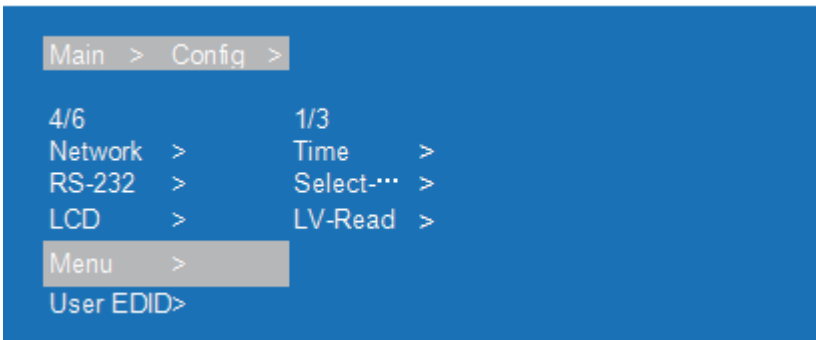 Main > Config >
4/6 1/3
Network > Time >
RS-232 > Select-··· >
LCD > LV-Read >
Menu >
User EDID>